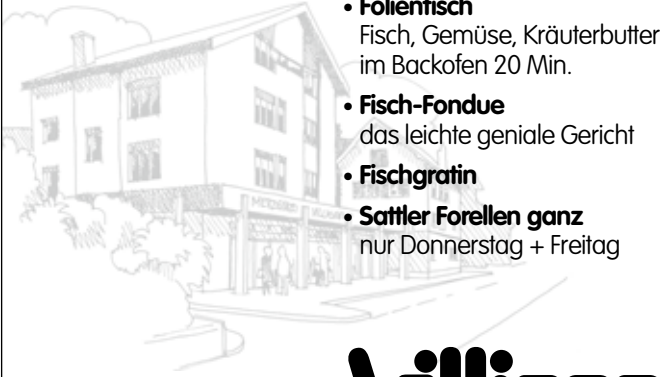 • Folienfisch
Fisch, Gemüse, Kräuterbutter
im Backofen 20 Min.
• Fisch-Fondue
das leichte geniale Gericht
• Fischgratin
• Sattler Forellen ganz
nur Donnerstag + Freitag